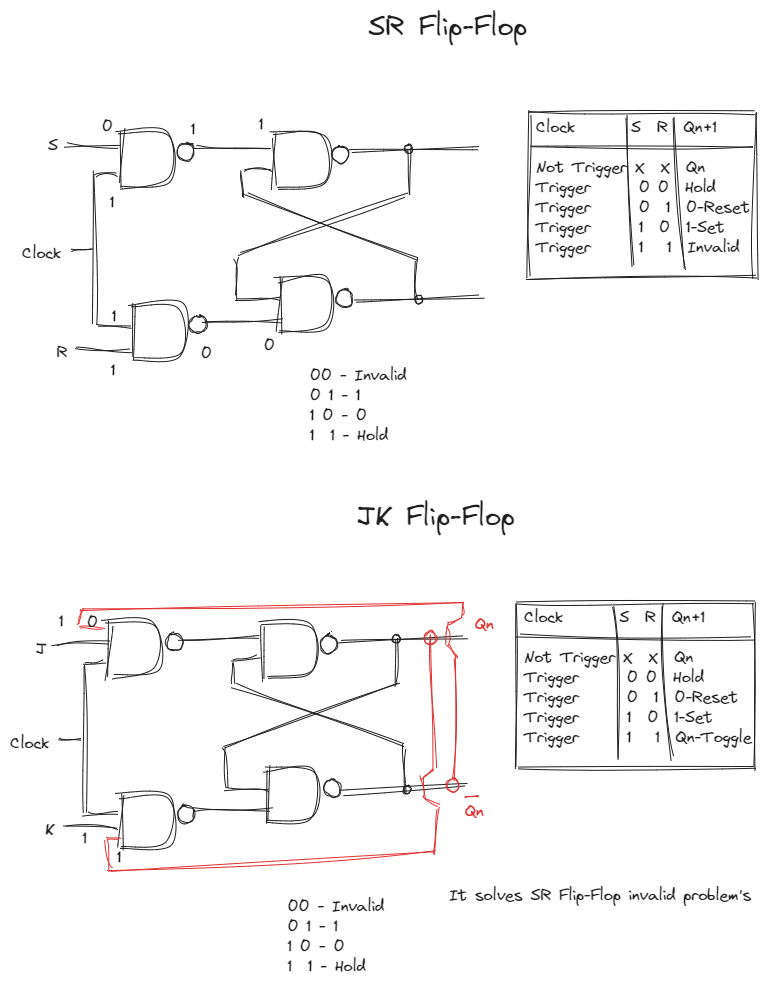 SR Flip-Flop
0 1 1
S
1
Clock
1
R
0 0
1
Clock S R Qn+1
Not Trigger x x Qn
Trigger 0 0 Hold
Trigger 0 1 0-Reset
Trigger 1 0 1-Set
Trigger 1 1 Invalid
00 - Invalid
0 1 - 1
1 0 - 0
1 1 - Hold
JK Flip-Flop
1 0
J
Clock
K
1
1
Qn
Qn
Clock S R Qn+1
Not Trigger x x Qn
Trigger 0 0 Hold
Trigger 0 1 0-Reset
Trigger 1 0 1-Set
Trigger 1 1 Qn-Toggle
It solves SR Flip-Flop invalid problem's
00 - Invalid
0 1 - 1
1 0 - 0
1 1 - Hold